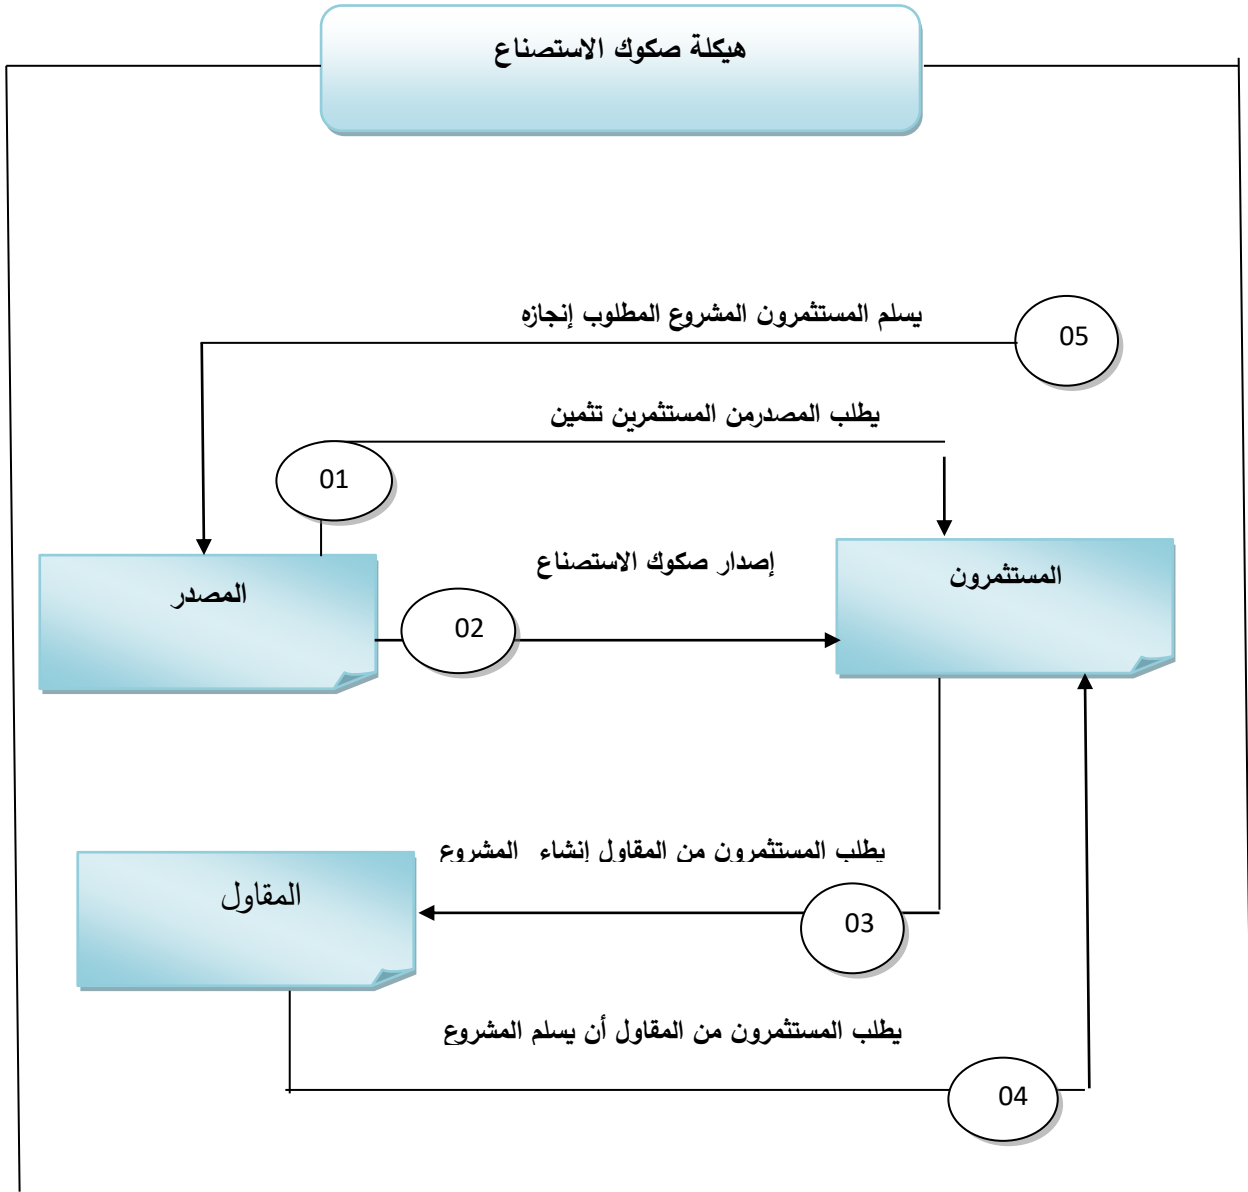 هيكلة صكوك الاستصناع
يسلم المستثمرون المشروع المطلوب إنجازه
05
يطلب المصدرمن المستثمرين تثمين
01
إصدار صكوك الاستصناع
المستثمرون
المصدر
02
يطلب المستثمرون من المقاول إنشاء المشروع
المقاول
03
يطلب المستثمرون من المقاول أن يسلم المشروع
04